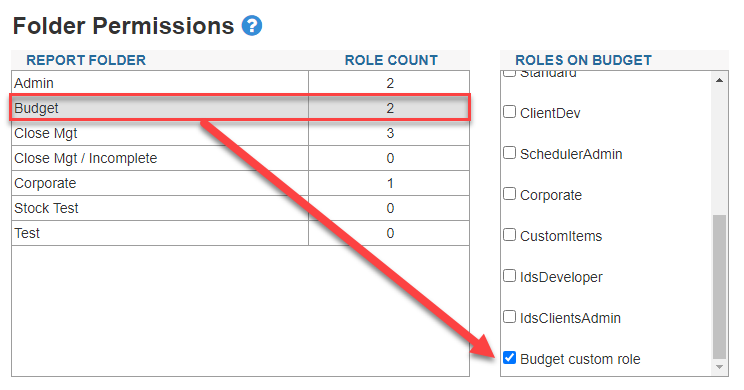 Folder Permissions ?
REPORT FOLDER ROLE COUNT
Admin 2
Budget 2
Close Mgt 3
Close Mgt / Incomplete 0
Corporate 1
Stock Test 0
Test 0
ROLES ON BUDGET
Standard
ClientDev
SchedulerAdmin
Corporate
CustomItems
IdsDeveloper
IdsClientsAdmin
Budget custom role